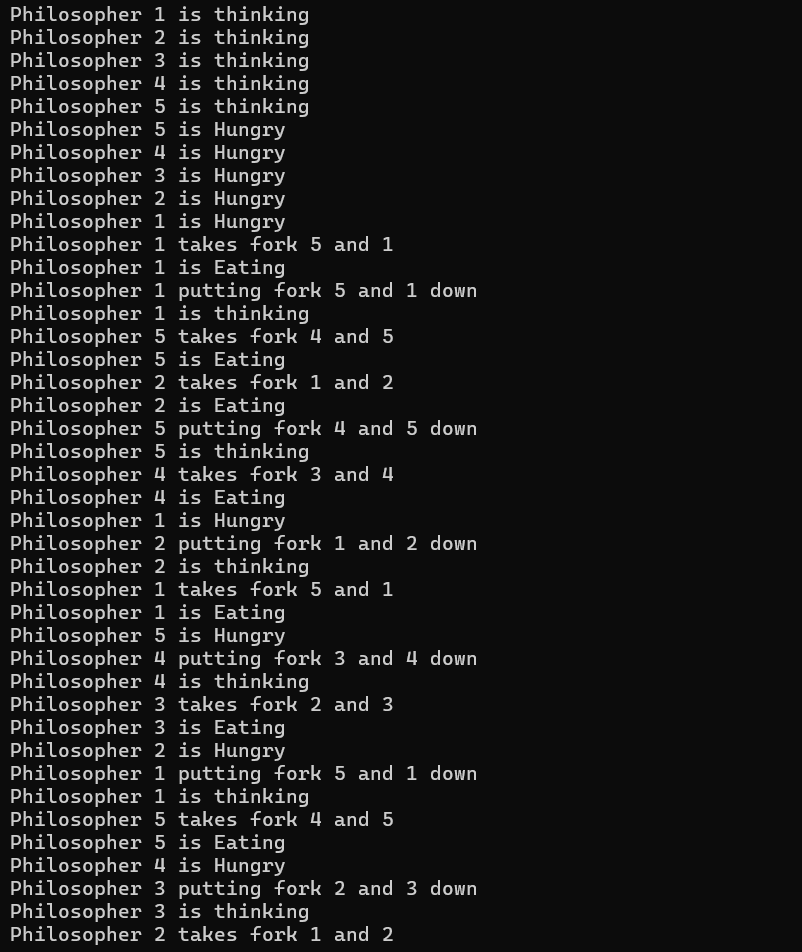 Philosopher 1 is thinking
Philosopher 2 is thinking
Philosopher 3 is thinking
Philosopher 4 is thinking
Philosopher 5 is thinking
Philosopher 5 is Hungry
Philosopher 4 is Hungry
Philosopher 3 is Hungry
Philosopher 2 is Hungry
Philosopher 1 is Hungry
Philosopher 1 takes fork 5 and 1
Philosopher 1 is Eating
Philosopher 1 putting fork 5 and 1 down
Philosopher 1 is thinking
Philosopher 5 takes fork 4 and 5
Philosopher 5 is Eating
Philosopher 2 takes fork 1 and 2
Philosopher 2 is Eating
Philosopher 5 putting fork 4 and 5 down
Philosopher 5 is thinking
Philosopher 4 takes fork 3 and 4
Philosopher 4 is Eating
Philosopher 1 is Hungry
Philosopher 2 putting fork 1 and 2 down
Philosopher 2 is thinking
Philosopher 1 takes fork 5 and 1
Philosopher 1 is Eating
Philosopher 5 is Hungry
Philosopher 4 putting fork 3 and 4 down
Philosopher 4 is thinking
Philosopher 3 takes fork 2 and 3
Philosopher 3 is Eating
Philosopher 2 is Hungry
Philosopher 1 putting fork 5 and 1 down
Philosopher 1 is thinking
Philosopher 5 takes fork 4 and 5
Philosopher 5 is Eating
Philosopher 4 is Hungry
Philosopher 3 putting fork 2 and 3 down
Philosopher 3 is thinking
Philosopher 2 takes fork 1 and 2